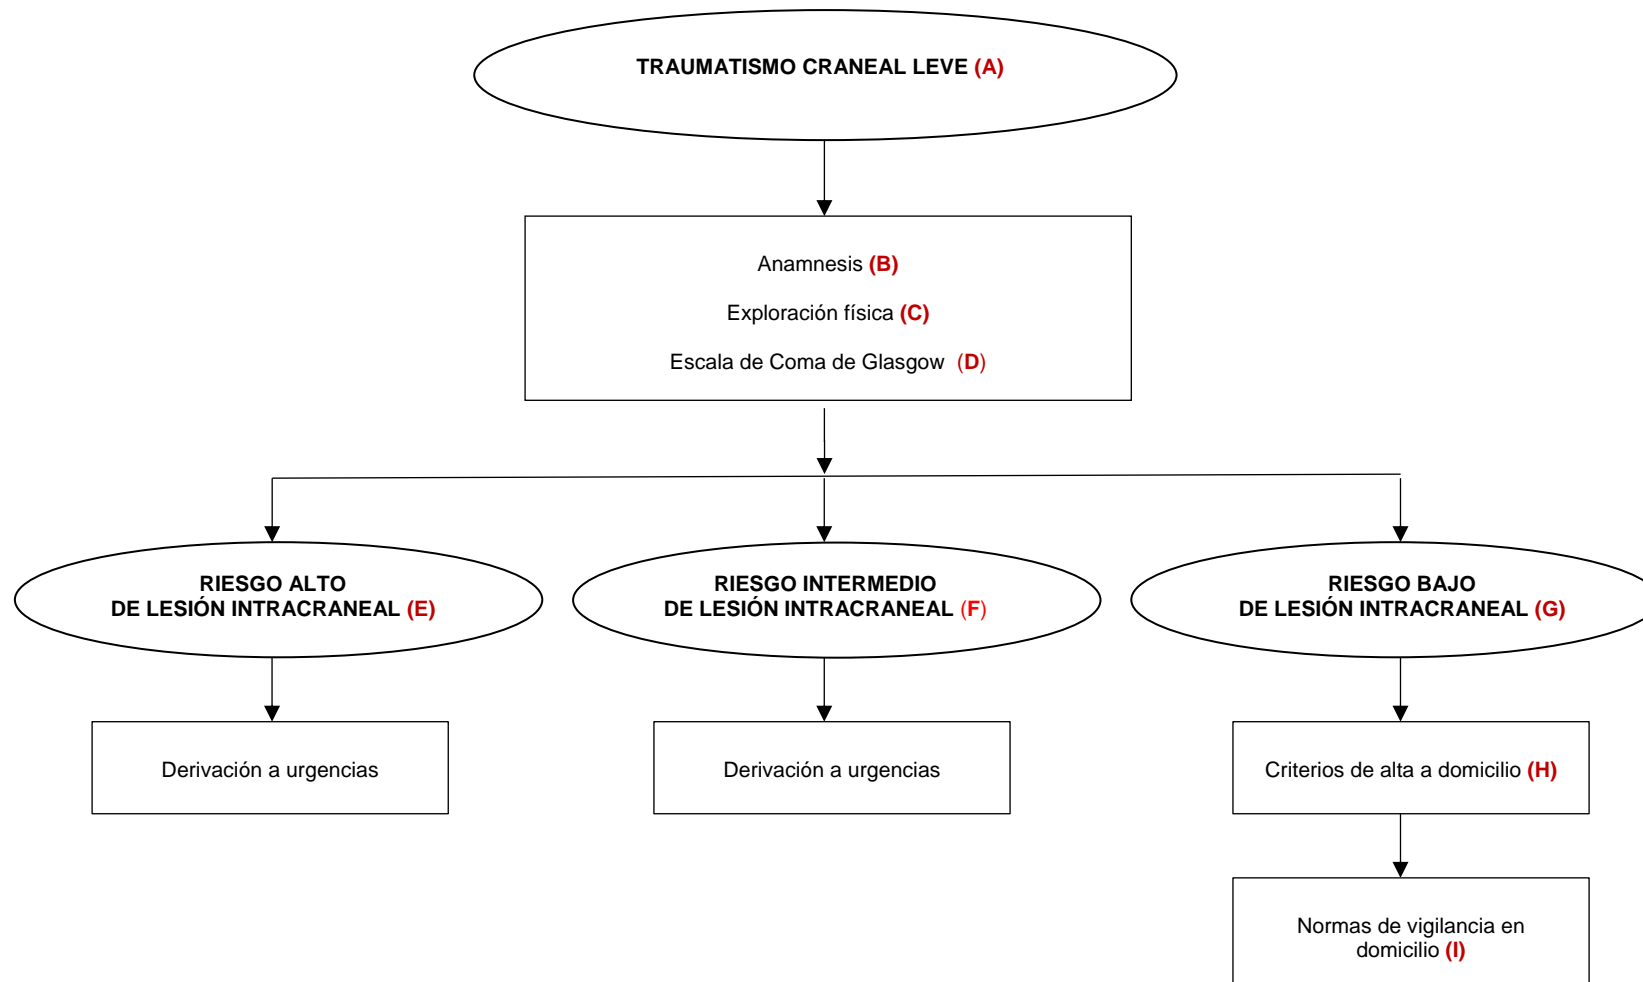 TRAUMATISMO CRANEAL LEVE (A)
Anamnesis (B)
Exploración física (C)
Escala de Coma de Glasgow (D)
RIESGO ALTO
DE LESIÓN INTRACRANEAL (E)
RIESGO INTERMEDIO
DE LESIÓN INTRACRANEAL (F)
RIESGO BAJO
DE LESIÓN INTRACRANEAL (G)
Derivación a urgencias
Derivación a urgencias
Criterios de alta a domicilio (H)
Normas de vigilancia en
domicilio (I)